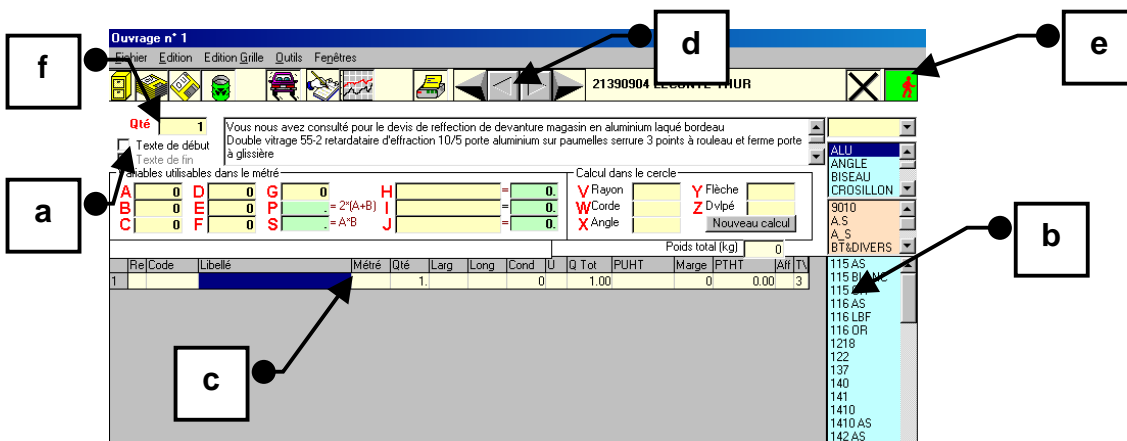 Ouvrage n° 1
d
e
f
Fichier Edition Edition Grille Outils Fenêtres
21390904 LECONTE THUR
Qté 1
Vous nous avez consulté pour le devis de reffection de devanture magasin en aluminium laqué bordeau
Double vitrage 55-2 retardataire d'effraction 10/5 porte aluminium sur paumelles serrure 3 points à rouleau et ferme porte
à glissière
Texte de début
Texte de fin
a
Variables utilisables dans le métré
Calcul dans le cercle
A 0 D 0 G 0 H = 0.
B 0 E 0 P . = 2*(A+B) I = 0.
C 0 F 0 S . = A*B J = 0.
V Rayon Y Flèche
W Corde Z Dvlpé
X Angle Nouveau calcul
Poids total (kg) 0
ALU
ANGLE
BISEAU
CROSILLON
9010
A.S
A_S
BT&DIVERS
Re Code Libellé Métré Qté Larg Long Cond U Q Tot PUHT Marge PTHT Aff T\
1 1. 0 1.00 0 0.00 3
115 AS
115 BLANC
115 OR
116 AS
116 LBF
116 OR
1218
122
137
140
141
1410
1410 AS
142 AS
b
c